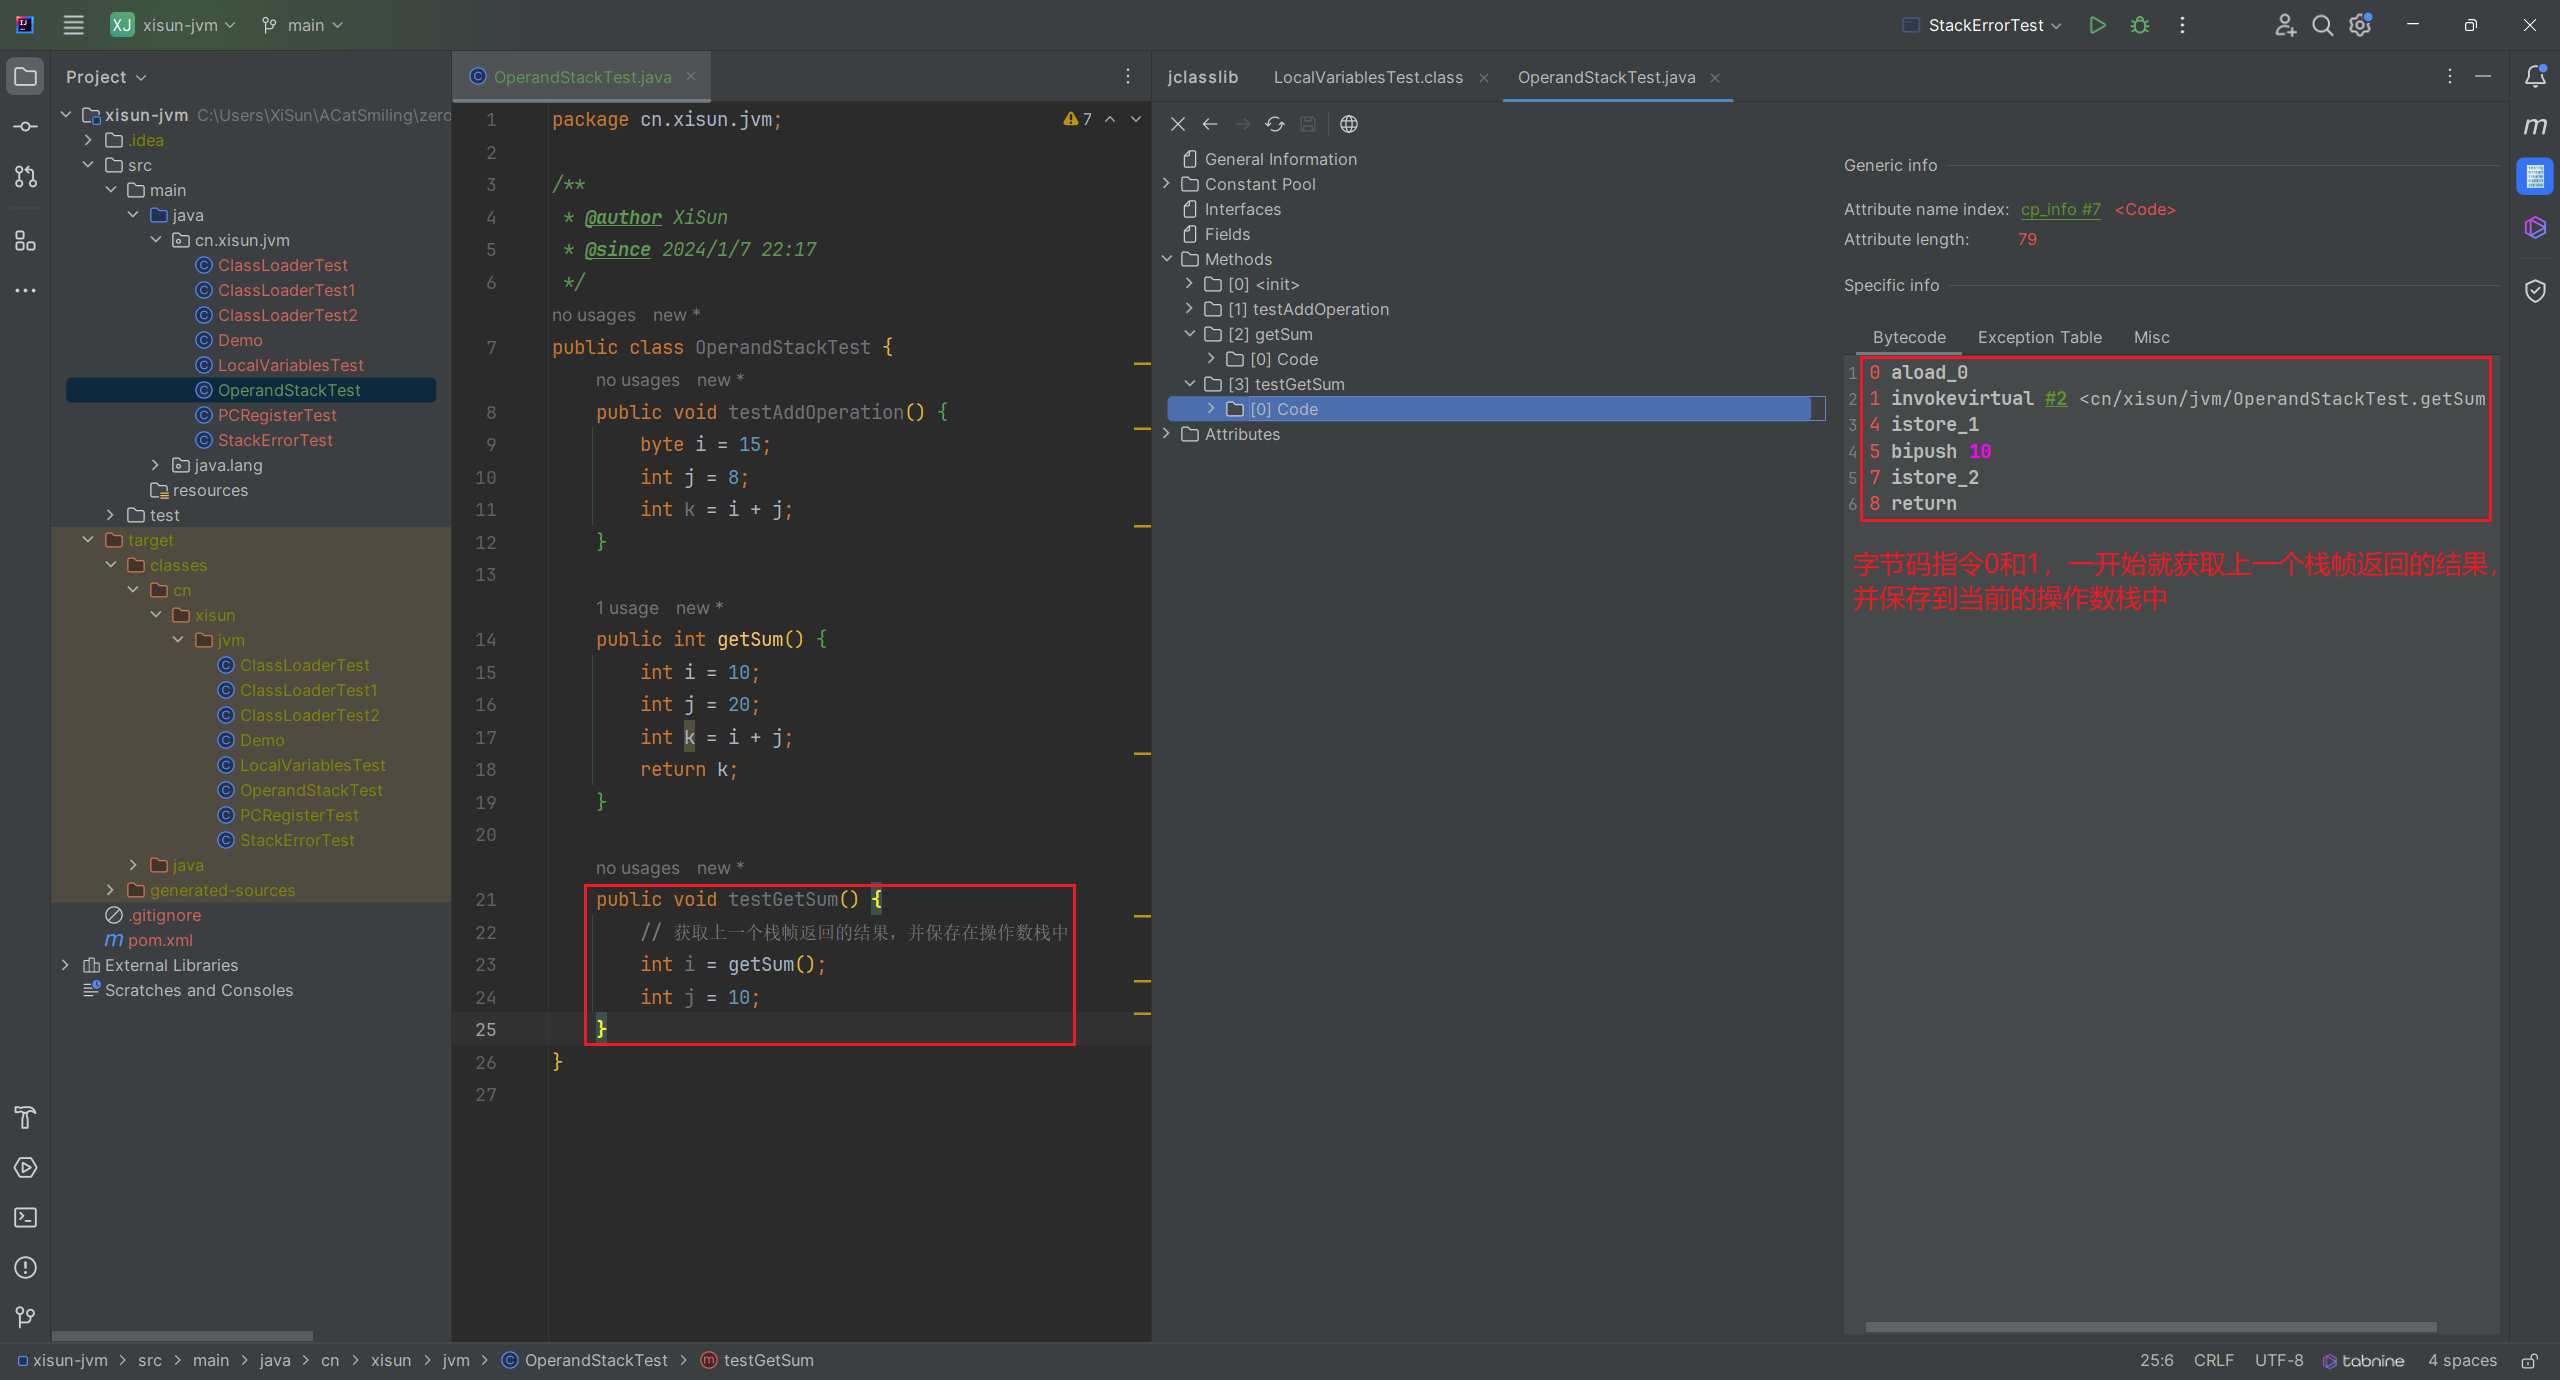 XJ xisun-jvm main StackErrorTest
Project
xisun-jvm C:\Users\XiSun\ACatSmiling\zero
.idea
src
main
java
cn.xisun.jvm
ClassLoaderTest
ClassLoaderTest1
ClassLoaderTest2
Demo
LocalVariablesTest
OperandStackTest
PCRegisterTest
StackErrorTest
java.lang
resources
test
target
classes
cn
xisun
jvm
ClassLoaderTest
ClassLoaderTest1
ClassLoaderTest2
Demo
LocalVariablesTest
OperandStackTest
PCRegisterTest
StackErrorTest
java
generated-sources
.gitignore
pom.xml
External Libraries
Scratches and Consoles
OperandStackTest.java
7
1 package cn.xisun.jvm;
2
3 /**
4 * @author XiSun
5 * @since 2024/1/7 22:17
6 */
no usages new *
7 public class OperandStackTest {
no usages new *
8 public void testAddOperation() {
9 byte i = 15;
10 int j = 8;
11 int k = i + j;
12 }
13
1 usage new *
14 public int getSum() {
15 int i = 10;
16 int j = 20;
17 int k = i + j;
18 return k;
19 }
20
no usages new *
21 public void testGetSum() {
22 // 获取上一个栈帧返回的结果，并保存在操作数栈中
23 int i = getSum();
24 int j = 10;
25 }
26 }
27
jclasslib LocalVariablesTest.class OperandStackTest.java
General Information
Constant Pool
Interfaces
Fields
Methods
[0] <init>
[1] testAddOperation
[2] getSum
[0] Code
[3] testGetSum
[0] Code
Attributes
Generic info
Attribute name index: cp_info #7 <Code>
Attribute length: 79
Specific info
Bytecode Exception Table Misc
1 0 aload_0
2 1 invokevirtual #2 <cn/xisun/jvm/OperandStackTest.getSum
3 4 istore_1
4 5 bipush 10
5 7 istore_2
6 8 return
字节码指令0和1，一开始就获取上一个栈帧返回的结果，
并保存到当前的操作数栈中
m
xisun-jvm > src > main > java > cn > xisun > jvm > OperandStackTest > testGetSum
25:6 CRLF UTF-8 tabnine 4 spaces